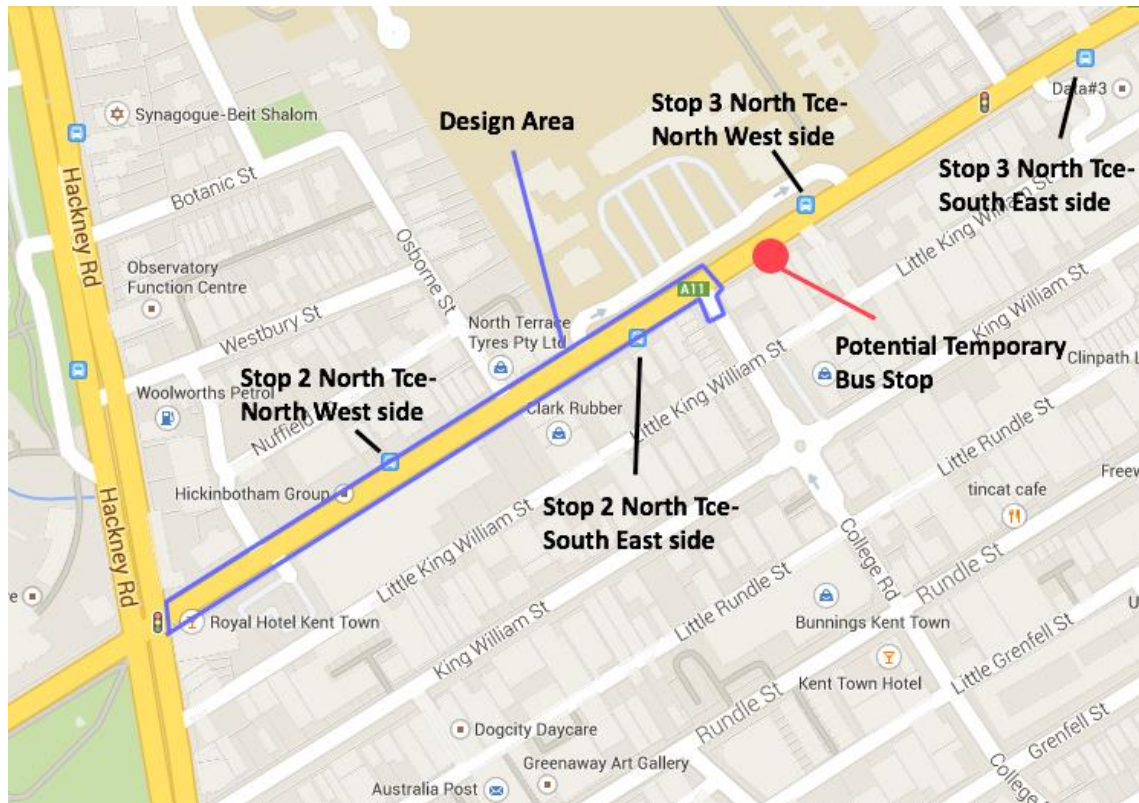 Synagogue-Beit Shalom
Design Area
Stop 3 North Tce-
North West side
Data#3
Stop 3 North Tce-
South East side
Hackney Rd
Botanic St
Osborne St
Little King William St
King William St
Observatory
Function Centre
Westbury St
North Terrace
Tyres Pty Ltd
A11
Potential Temporary
Bus Stop
Clinpath L
Stop 2 North Tce-
North West side
Woolworths Petrol
Nuffield
Clark Rubber
Little King William St
Little Rundle St
Freew
tincat cafe
Hickinbotham Group
Stop 2 North Tce-
South East side
Hackney Rd
Little King William St
College Rd
Rundle St
Royal Hotel Kent Town
King William St
Little Rundle St
Bunnings Kent Town
Kent Town Hotel
Little Grenfell St
Grenfell St
Dogcity Daycare
Rundle St
Greenaway Art Gallery
Australia Post
College